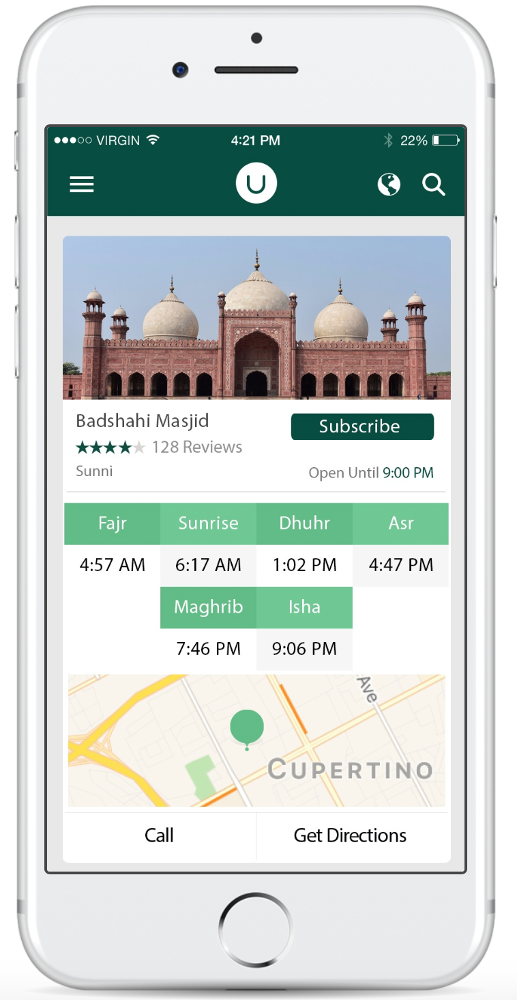 VIRGIN 4:21 PM 22%
U
Badshahi Masjid
Subscribe
128 Reviews
Sunni
Open Until 9:00 PM
Fajr Sunrise Dhuhr Asr
4:57 AM 6:17 AM 1:02 PM 4:47 PM
Maghrib Isha
7:46 PM 9:06 PM
Ave
CUPERTINO
Call Get Directions